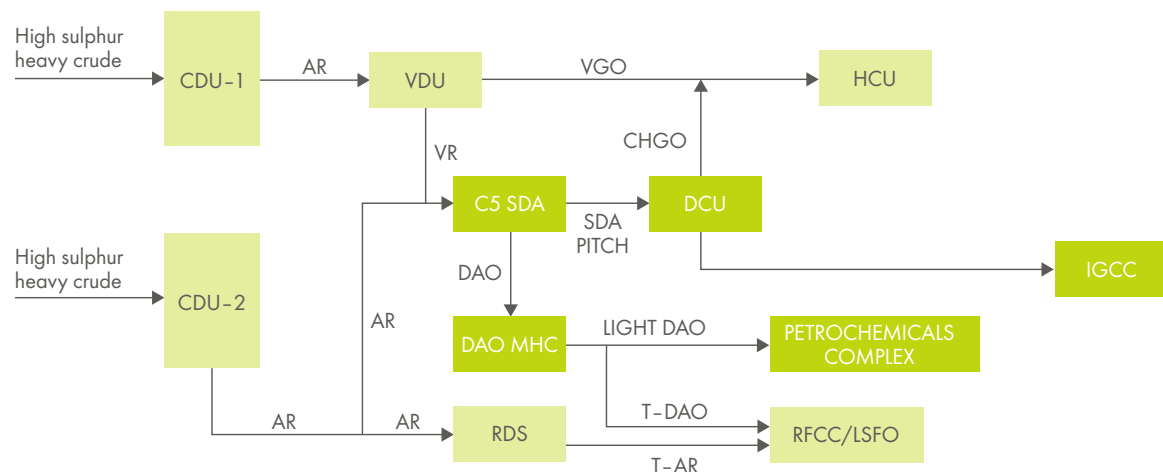 High sulphur
heavy crude
CDU-1
AR
VDU
VGO
HCU
VR
CHGO
C5 SDA
SDA
PITCH
DCU
High sulphur
heavy crude
CDU-2
AR
DAO
IGCC
DAO MHC
LIGHT DAO
PETROCHEMICALS
COMPLEX
AR
AR
RDS
T-DAO
T-AR
RFCC/LSFO